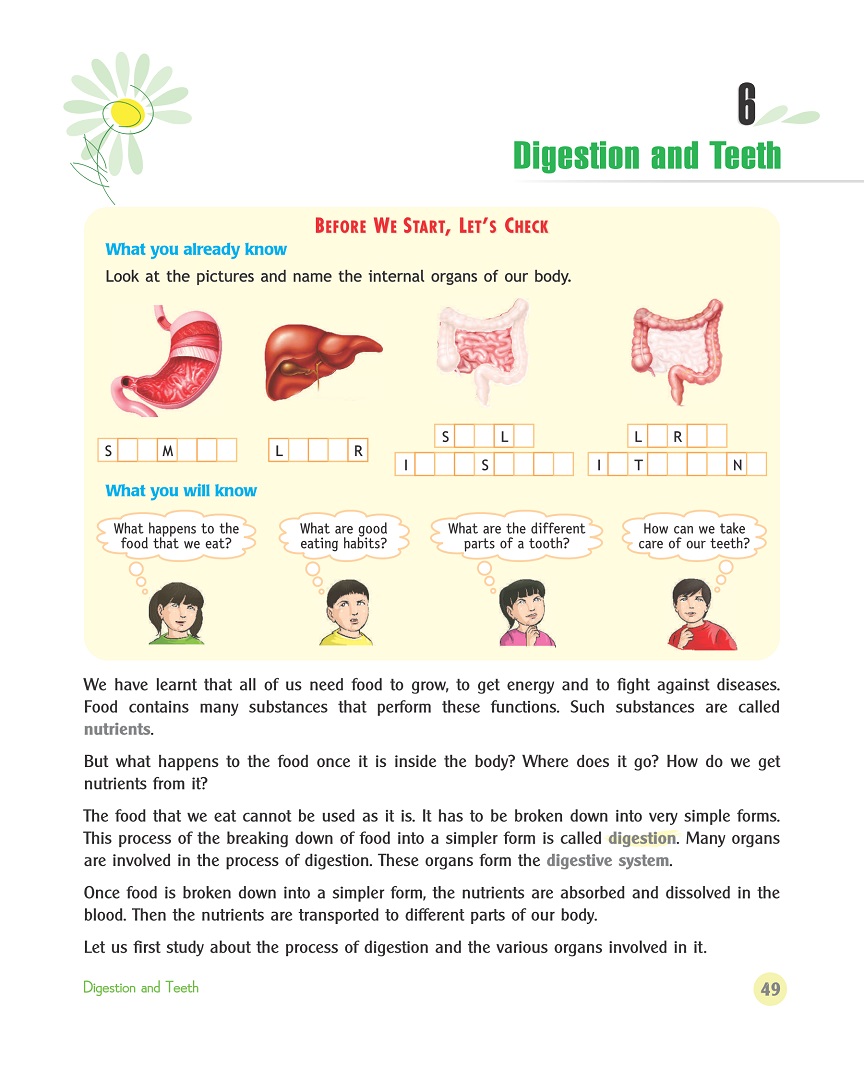 6
Digestion and Teeth
BEFORE WE START, LET'S CHECK
What you already know
Look at the pictures and name the internal organs of our body.
S M
L R
S L
I S
L R
I T N
What you will know
What happens to the
food that we eat?
What are good
eating habits?
What are the different
parts of a tooth?
How can we take
care of our teeth?
We have learnt that all of us need food to grow, to get energy and to fight against diseases.
Food contains many substances that perform these functions. Such substances are called
nutrients.
But what happens to the food once it is inside the body? Where does it go? How do we get
nutrients from it?
The food that we eat cannot be used as it is. It has to be broken down into very simple forms.
This process of the breaking down of food into a simpler form is called digestion. Many organs
are involved in the process of digestion. These organs form the digestive system.
Once food is broken down into a simpler form, the nutrients are absorbed and dissolved in the
blood. Then the nutrients are transported to different parts of our body.
Let us first study about the process of digestion and the various organs involved in it.
Digestion and Teeth
49